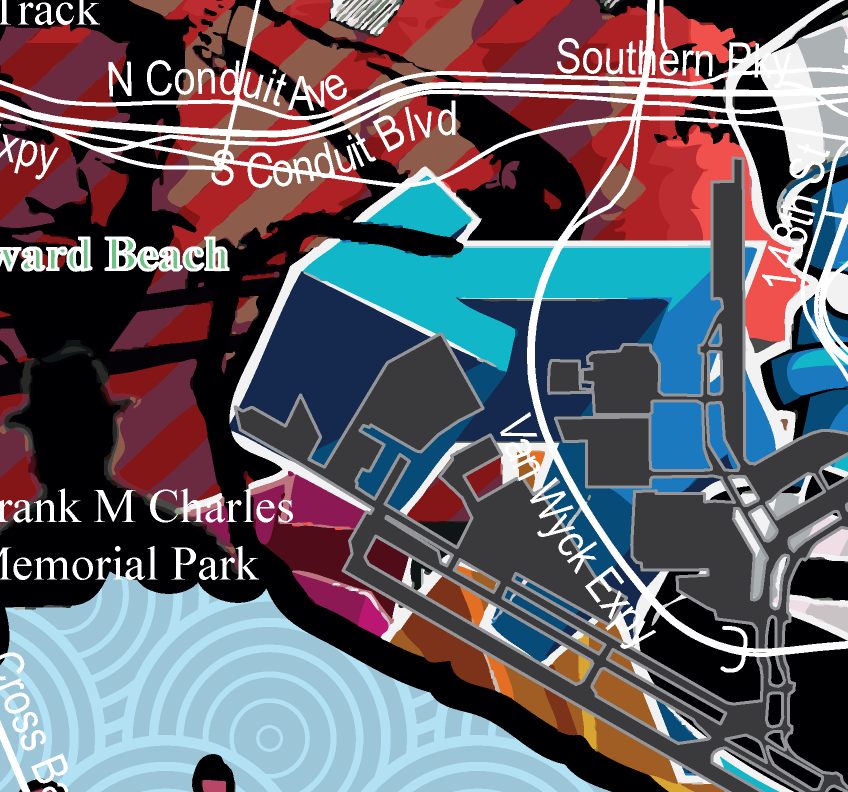 Track
Southern Pky
N Conduit Ave
S Conduit Blvd
Expy
148th St
ward Beach
Van Wyck Expy
rank M Charles
Memorial Park
Cross Ba